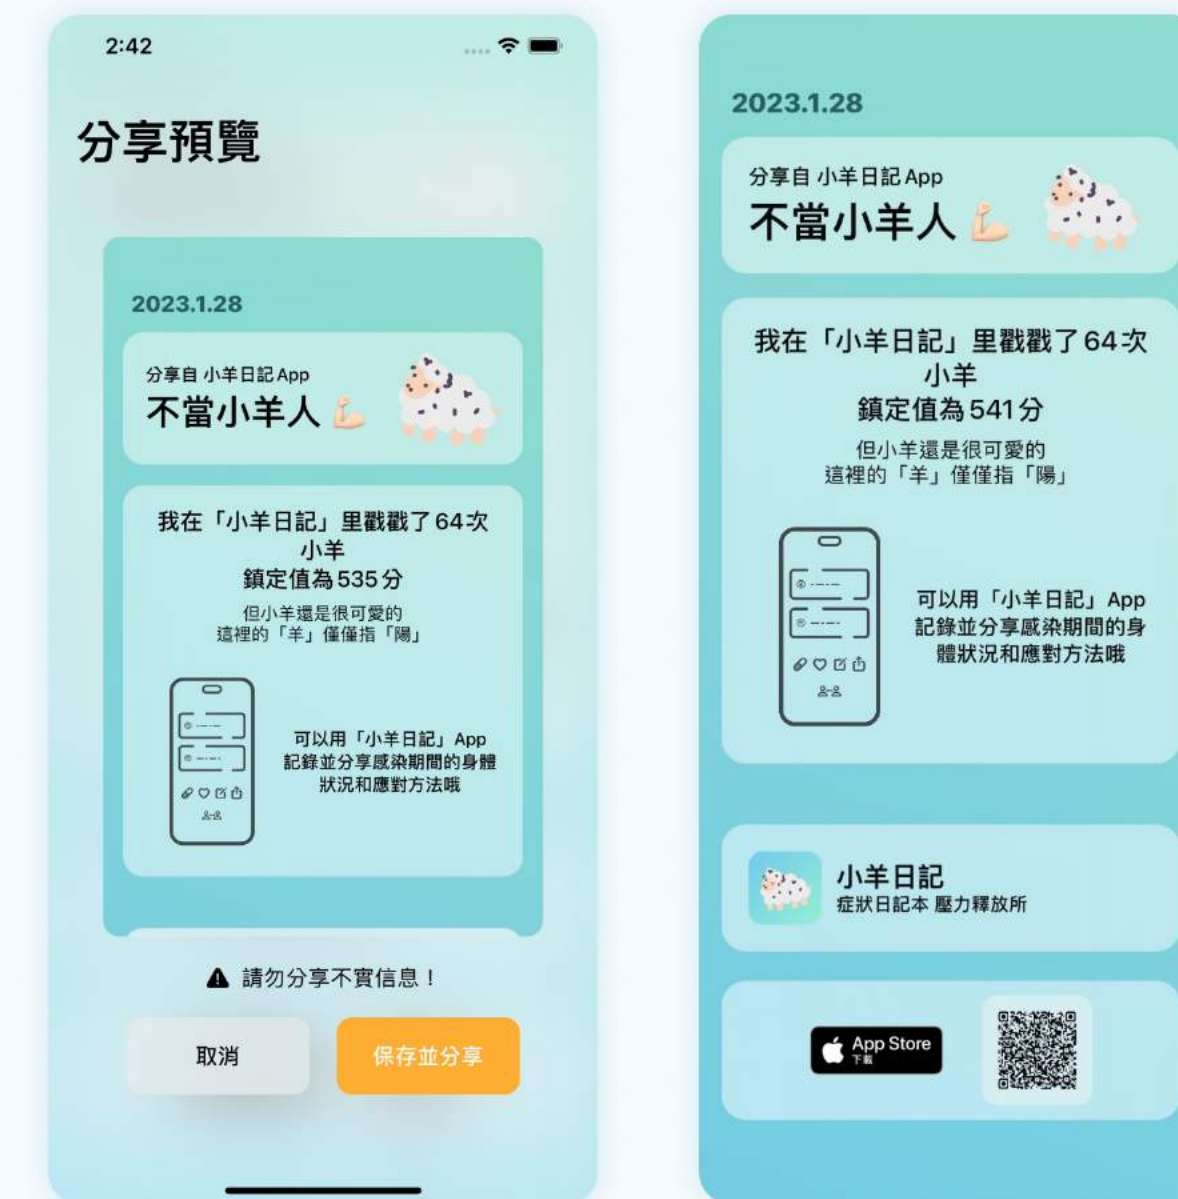 2:42
分享預覽
2023.1.28
分享自 小羊日記 App
不當小羊人
我在「小羊日記」里戳戳了64次
小羊
鎮定值為535分
但小羊還是很可愛的
這裡的「羊」僅僅指「陽」
可以用「小羊日記」App
記錄並分享感染期間的身體
狀況和應對方法哦
請勿分享不實信息！
取消
保存並分享
2023.1.28
分享自 小羊日記 App
不當小羊人
我在「小羊日記」里戳戳了64次
小羊
鎮定值為541分
但小羊還是很可愛的
這裡的「羊」僅僅指「陽」
可以用「小羊日記」App
記錄並分享感染期間的身
體狀況和應對方法哦
小羊日記
症狀日記本 壓力釋放所
App Store
下載